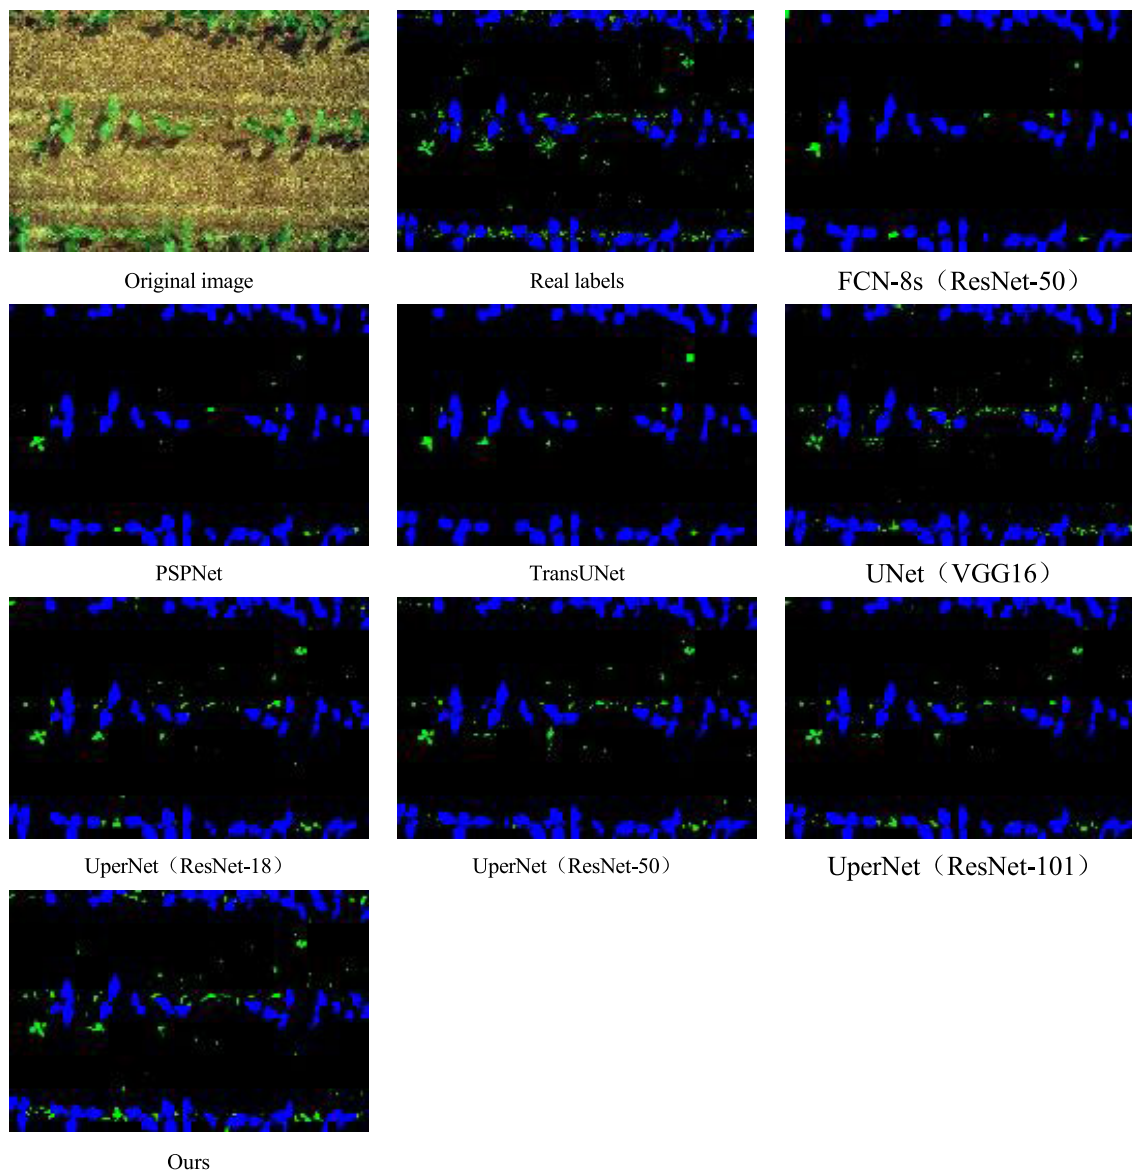 Original image
Real labels
FCN-8s（ResNet-50）
PSPNet
TransUNet
UNet（VGG16）
UperNet（ResNet-18）
UperNet（ResNet-50）
UperNet（ResNet-101）
Ours